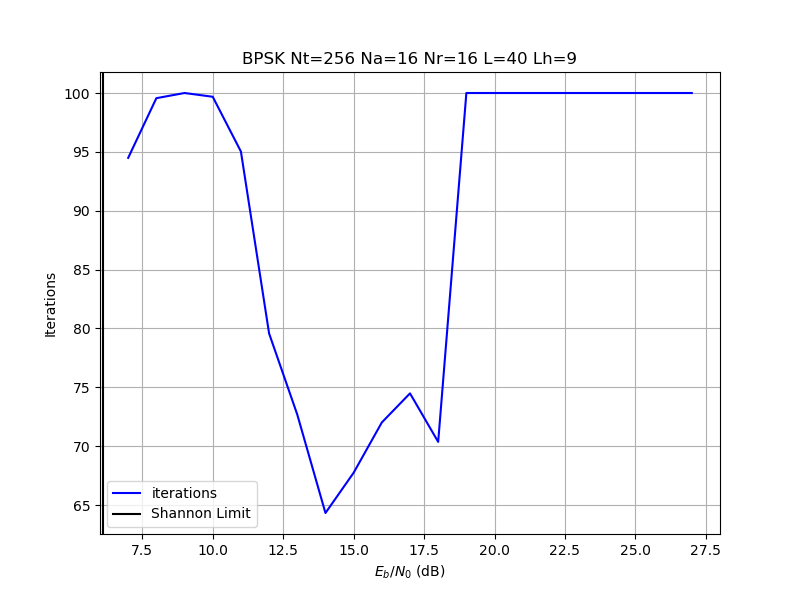 BPSK Nt=256 Na=16 Nr=16 L=40 Lh=9
Iterations
100
95
90
85
80
75
70
65
iterations
Shannon Limit
7.5 10.0 12.5 15.0 17.5 20.0 22.5 25.0 27.5
E_b/N_0 (dB)